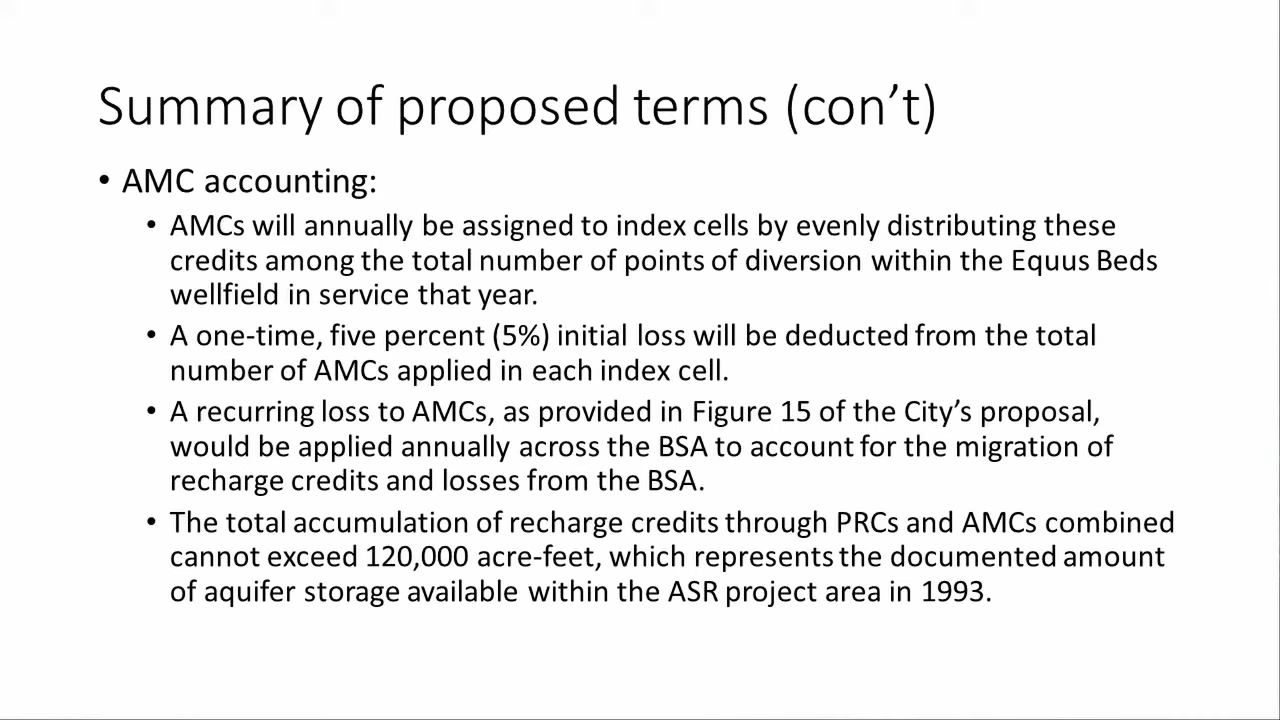 Summary of proposed terms (con’t)
• AMC accounting:
• AMCs will annually be assigned to index cells by evenly distributing these
credits among the total number of points of diversion within the Equus Beds
wellfield in service that year.
• A one-time, five percent (5%) initial loss will be deducted from the total
number of AMCs applied in each index cell.
• A recurring loss to AMCs, as provided in Figure 15 of the City’s proposal,
would be applied annually across the BSA to account for the migration of
recharge credits and losses from the BSA.
• The total accumulation of recharge credits through PRCs and AMCs combined
cannot exceed 120,000 acre-feet, which represents the documented amount
of aquifer storage available within the ASR project area in 1993.